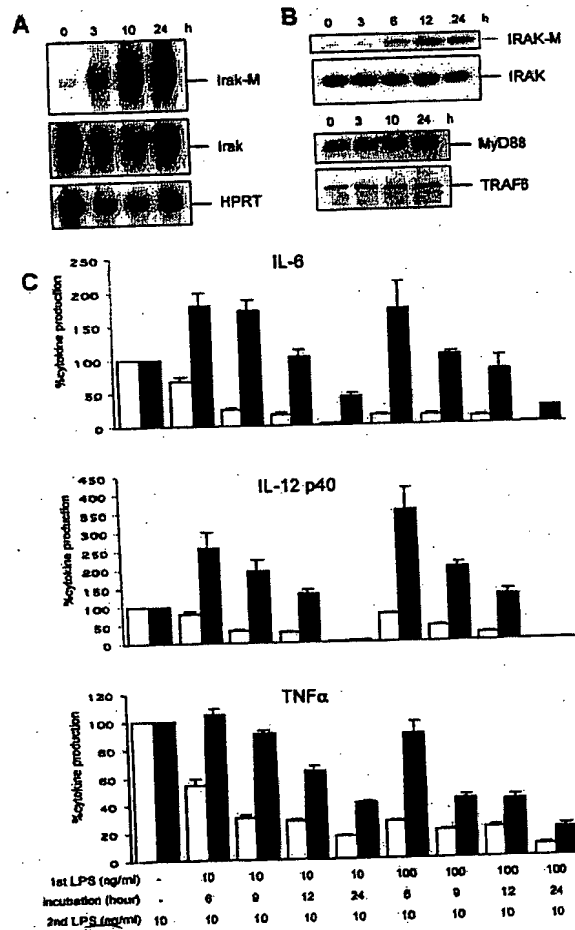 A
0 3 10 24 h
Irak-M
Irak
HPRT
B
0 3 6 12 24 h
IRAK-M
IRAK
0 3 10 24 h
MyD88
TRAF6
C
IL-6
%cytokine production
250
200
150
100
50
0
IL-12 p40
%cytokine production
450
400
350
300
250
200
150
100
50
0
TNFα
%cytokine production
120
100
80
60
40
20
0
1st LPS (ng/ml) - 10 10 10 10 100 100 100 100
incubation (hour) - 6 9 12 24 6 9 12 24
2nd LPS (ng/ml) 10 10 10 10 10 10 10 10 10